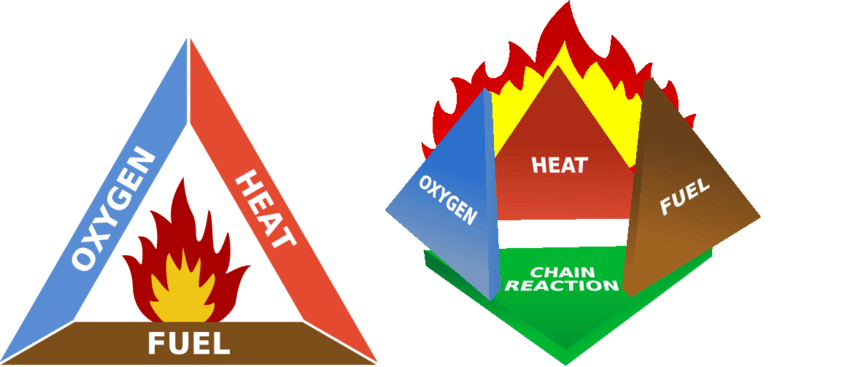 OXYGEN
HEAT
FUEL
HEAT
OXYGEN
FUEL
CHAIN
REACTION